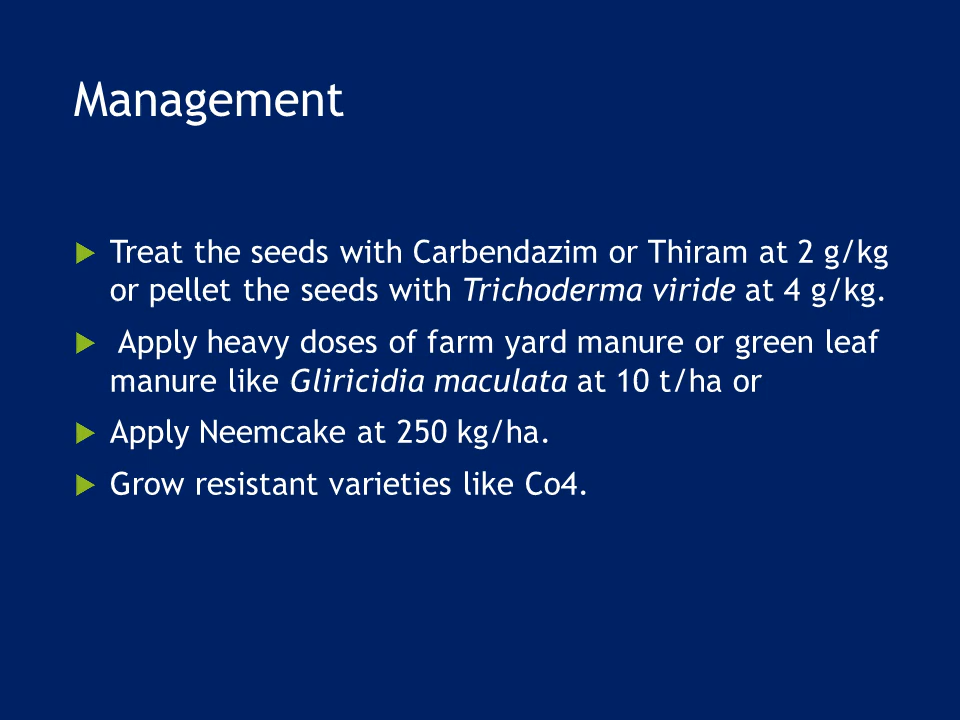 Management
Treat the seeds with Carbendazim or Thiram at 2 g/kg
or pellet the seeds with Trichoderma viride at 4 g/kg.
Apply heavy doses of farm yard manure or green leaf
manure like Gliricidia maculata at 10 t/ha or
Apply Neemcake at 250 kg/ha.
Grow resistant varieties like Co4.